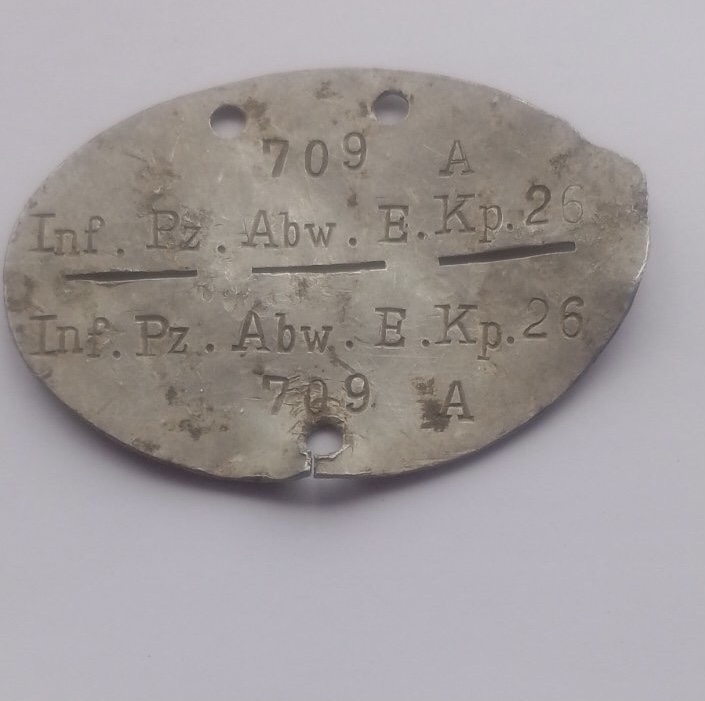 709 A
Inf. Pz. Abw. E. Kp. 26
Inf. Pz. Abw. E. Kp. 26
709 A